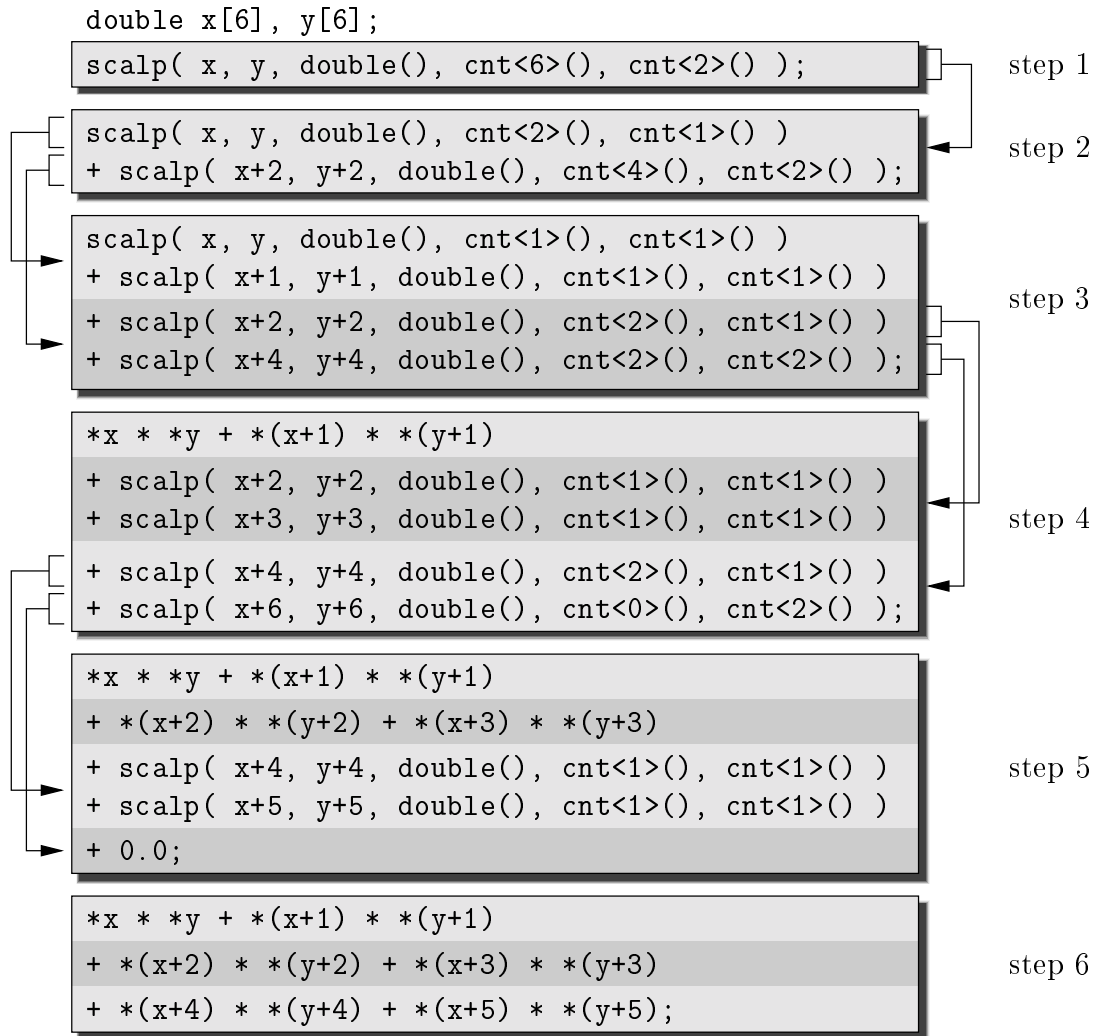 double x[6], y[6];
scalp( x, y, double(), cnt<6>(), cnt<2>() );
step 1
scalp( x, y, double(), cnt<2>(), cnt<1>() )
+ scalp( x+2, y+2, double(), cnt<4>(), cnt<2>() );
step 2
scalp( x, y, double(), cnt<1>(), cnt<1>() )
+ scalp( x+1, y+1, double(), cnt<1>(), cnt<1>() )
+ scalp( x+2, y+2, double(), cnt<2>(), cnt<1>() )
+ scalp( x+4, y+4, double(), cnt<2>(), cnt<2>() );
step 3
*x * *y + *(x+1) * *(y+1)
+ scalp( x+2, y+2, double(), cnt<1>(), cnt<1>() )
+ scalp( x+3, y+3, double(), cnt<1>(), cnt<1>() )
+ scalp( x+4, y+4, double(), cnt<2>(), cnt<1>() )
+ scalp( x+6, y+6, double(), cnt<0>(), cnt<2>() );
step 4
*x * *y + *(x+1) * *(y+1)
+ *(x+2) * *(y+2) + *(x+3) * *(y+3)
+ scalp( x+4, y+4, double(), cnt<1>(), cnt<1>() )
+ scalp( x+5, y+5, double(), cnt<1>(), cnt<1>() )
+ 0.0;
step 5
*x * *y + *(x+1) * *(y+1)
+ *(x+2) * *(y+2) + *(x+3) * *(y+3)
+ *(x+4) * *(y+4) + *(x+5) * *(y+5);
step 6